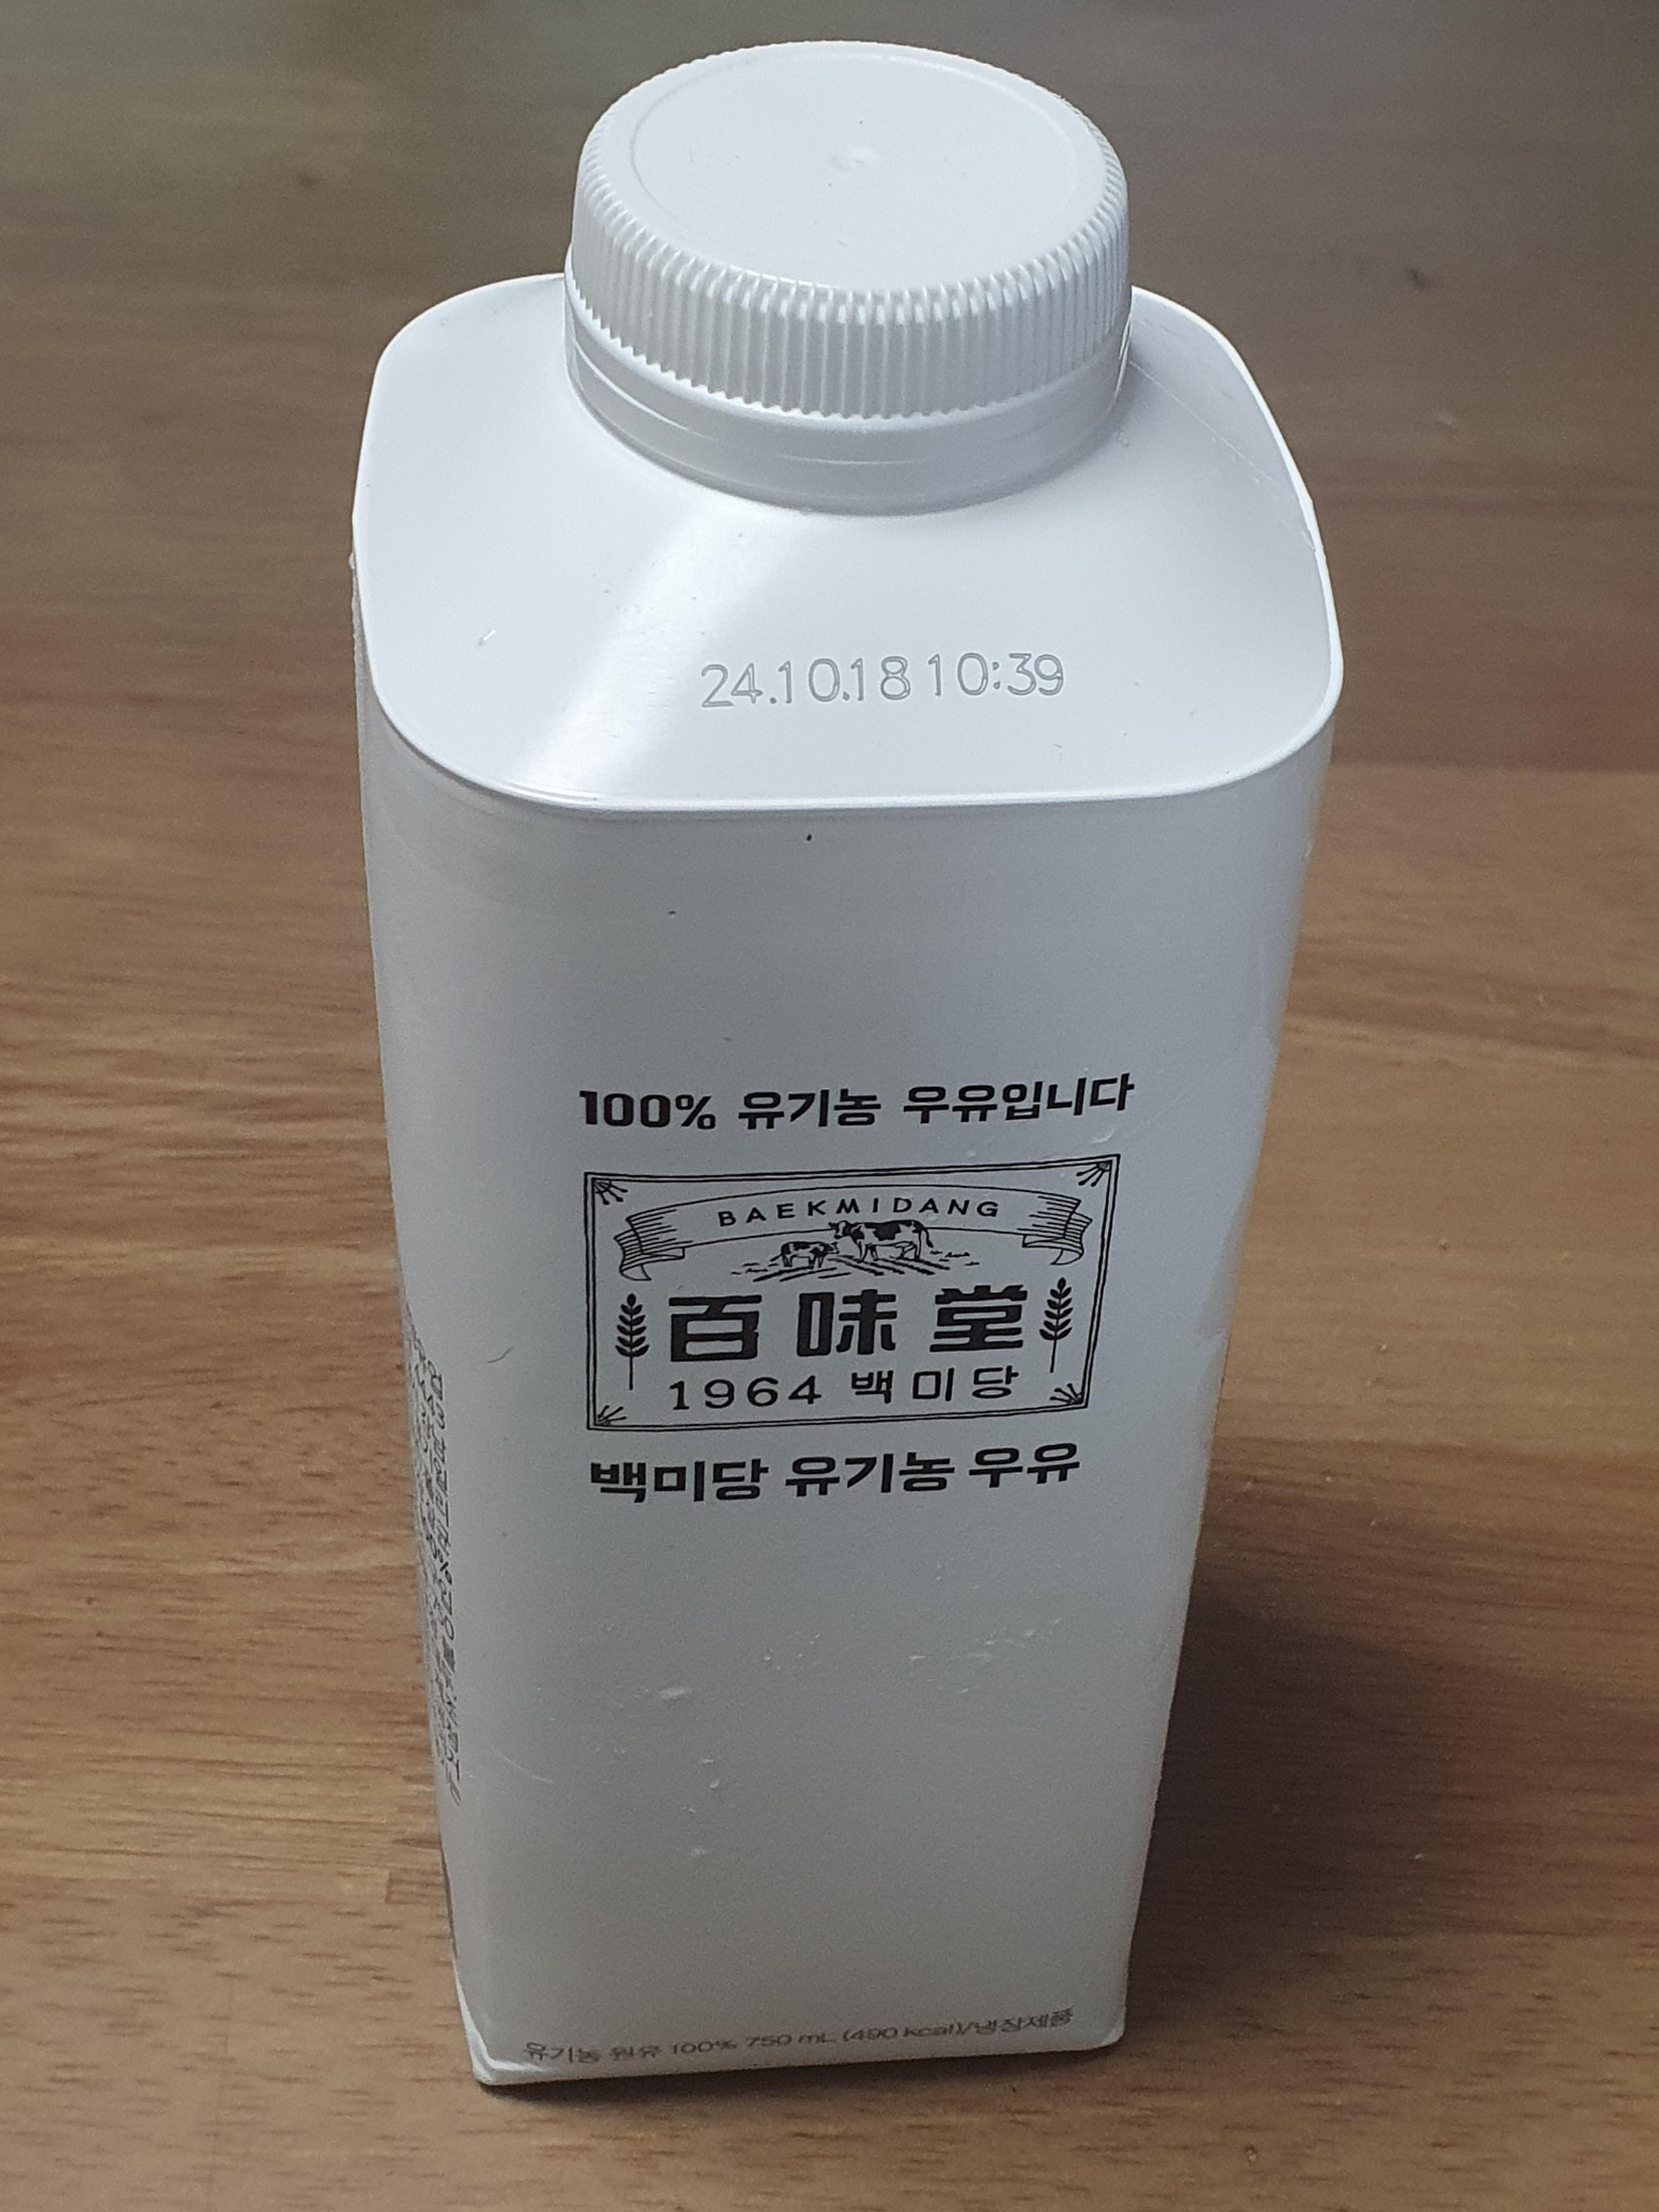 24.10.18 10:39
100% 유기농 우유입니다
BAEKMIDANG
百味堂
1964 백미당
백미당 유기농 우유
유기농 원유 100% 750 mL (490 kcal)/냉장제품